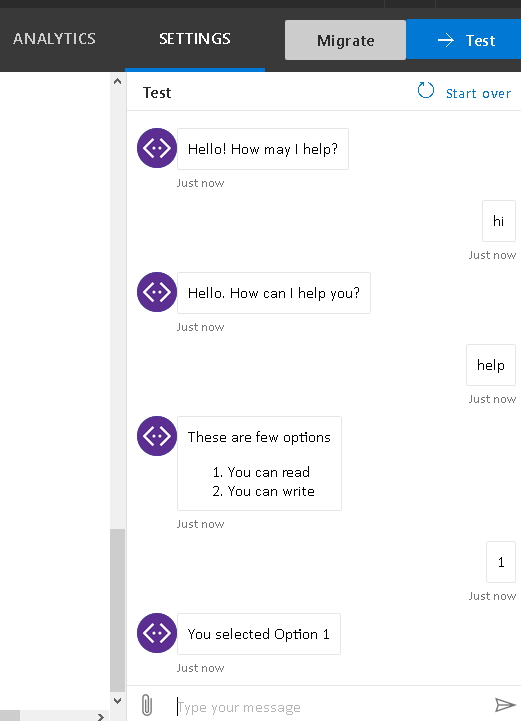 ANALYTICS SETTINGS Migrate Test
Test Start over
Hello! How may I help?
Just now
hi
Just now
Hello. How can I help you?
Just now
help
Just now
These are few options
1. You can read
2. You can write
Just now
1
Just now
You selected Option 1
Just now
Type your message